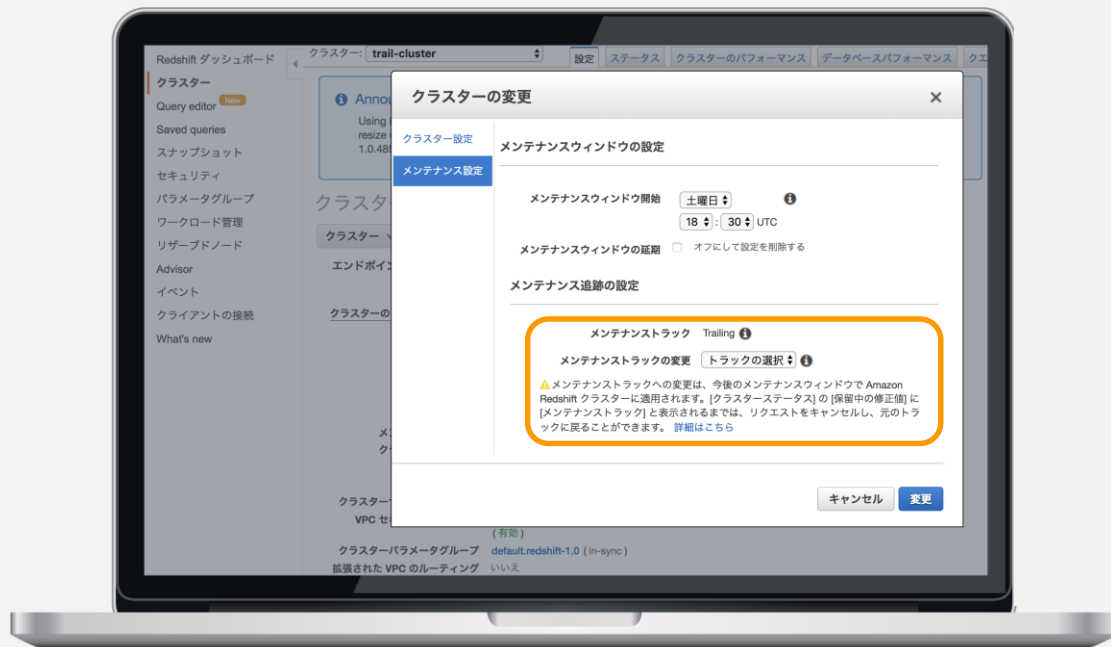 Redshift ダッシュボード
クラスター
Query editor New
Saved queries
スナップショット
セキュリティ
パラメータグループ
ワークロード管理
リザーブドノード
Advisor
イベント
クライアントの接続
What's new
クラスター: trail-cluster
設定 ステータス クラスターのパフォーマンス データベースパフォーマンス クエ
Annou
Using
resize
1.0.485
クラスタ
クラスター
エンドポイン
クラスターの
クラスターの変更
クラスター設定
メンテナンス設定
メンテナンスウィンドウの設定
メンテナンスウィンドウ開始 土曜日
18 : 30 UTC
メンテナンスウィンドウの延期 オフにして設定を削除する
メンテナンス追跡の設定
メンテナンストラック Trailing
メンテナンストラックの変更 トラックの選択
メンテナンストラックへの変更は、今後のメンテナンスウィンドウで Amazon
Redshift クラスターに適用されます。[クラスターステータス] の [保留中の修正値] に
[メンテナンストラック] と表示されるまでは、リクエストをキャンセルし、元のトラ
ックに戻ることができます。 詳細はこちら
キャンセル 変更
クラスター
VPC セ
(有効)
クラスターパラメータグループ default.redshift-1.0 ( in-sync )
拡張された VPC のルーティング いいえ